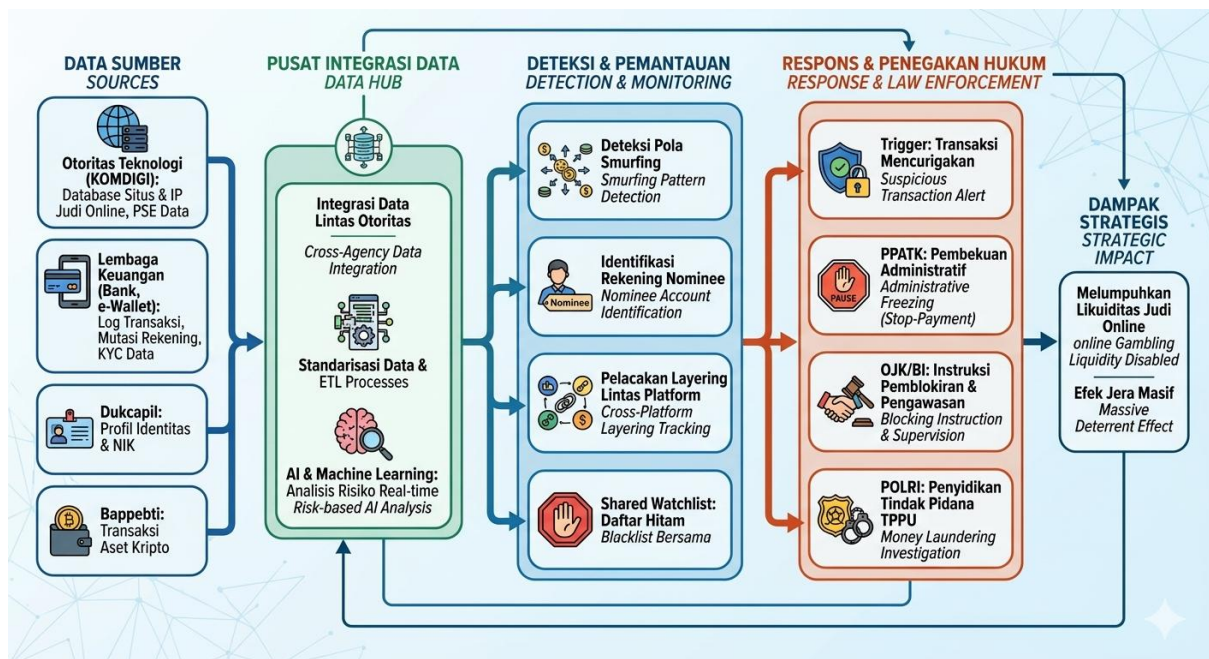 DATA SUMBER
SOURCES
Otoritas Teknologi
(KOMDIGI):
Database Situs & IP
Judi Online, PSE Data
Lembaga
Keuangan
(Bank,
e-Wallet):
Log Transaksi,
Mutasi Rekening,
KYC Data
Dukcapil:
Profil Identitas
& NIK
Bappebti:
Transaksi
Aset Kripto
PUSAT INTEGRASI DATA
DATA HUB
Integrasi Data
Lintas Otoritas
Cross-Agency Data
Integration
Standarisasi Data &
ETL Processes
AI & Machine Learning:
Analisis Risiko Real-time
Risk-based AI Analysis
DETEKSI & PEMANTAUAN
DETECTION & MONITORING
Deteksi Pola
Smurfing
Smurfing Pattern
Detection
Nominee
Identifikasi
Rekening Nominee
Nominee Account
Identification
Pelacakan Layering
Lintas Platform
Cross-Platform
Layering Tracking
Shared Watchlist:
Daftar Hitam
Blacklist Bersama
RESPONS & PENEGAKAN HUKUM
RESPONSE & LAW ENFORCEMENT
Trigger: Transaksi
Mencurigakan
Suspicious
Transaction Alert
PAUSE
PPATK: Pembekuan
Administratif
Administrative
Freezing
(Stop-Payment)
OJK/BI: Instruksi
Pemblokiran &
Pengawasan
Blocking Instruction
& Supervision
POLRI: Penyidikan
Tindak Pidana
TPPU
Money Laundering
Investigation
DAMPAK
STRATEGIS
STRATEGIC
IMPACT
Melumpuhkan
Likuiditas Judi
Online
online Gambling
Liquidity Disabled
Efek Jera Masif
Massive
Deterrent Effect